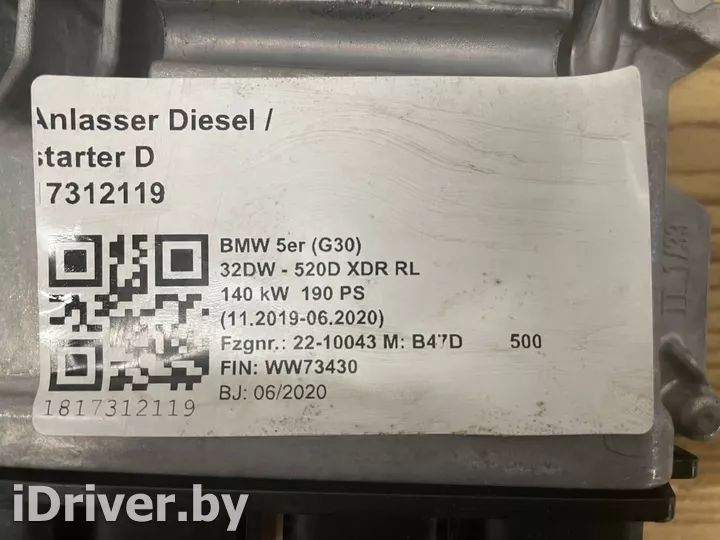 Anlasser Diesel /
starter D
17312119
BMW 5er (G30)
32DW - 520D XDR RL
140 kW 190 PS
(11.2019-06.2020)
Fzgnr.: 22-10043 M: B47D 500
FIN: WW73430
BJ: 06/2020
1817312119
iDriver.by